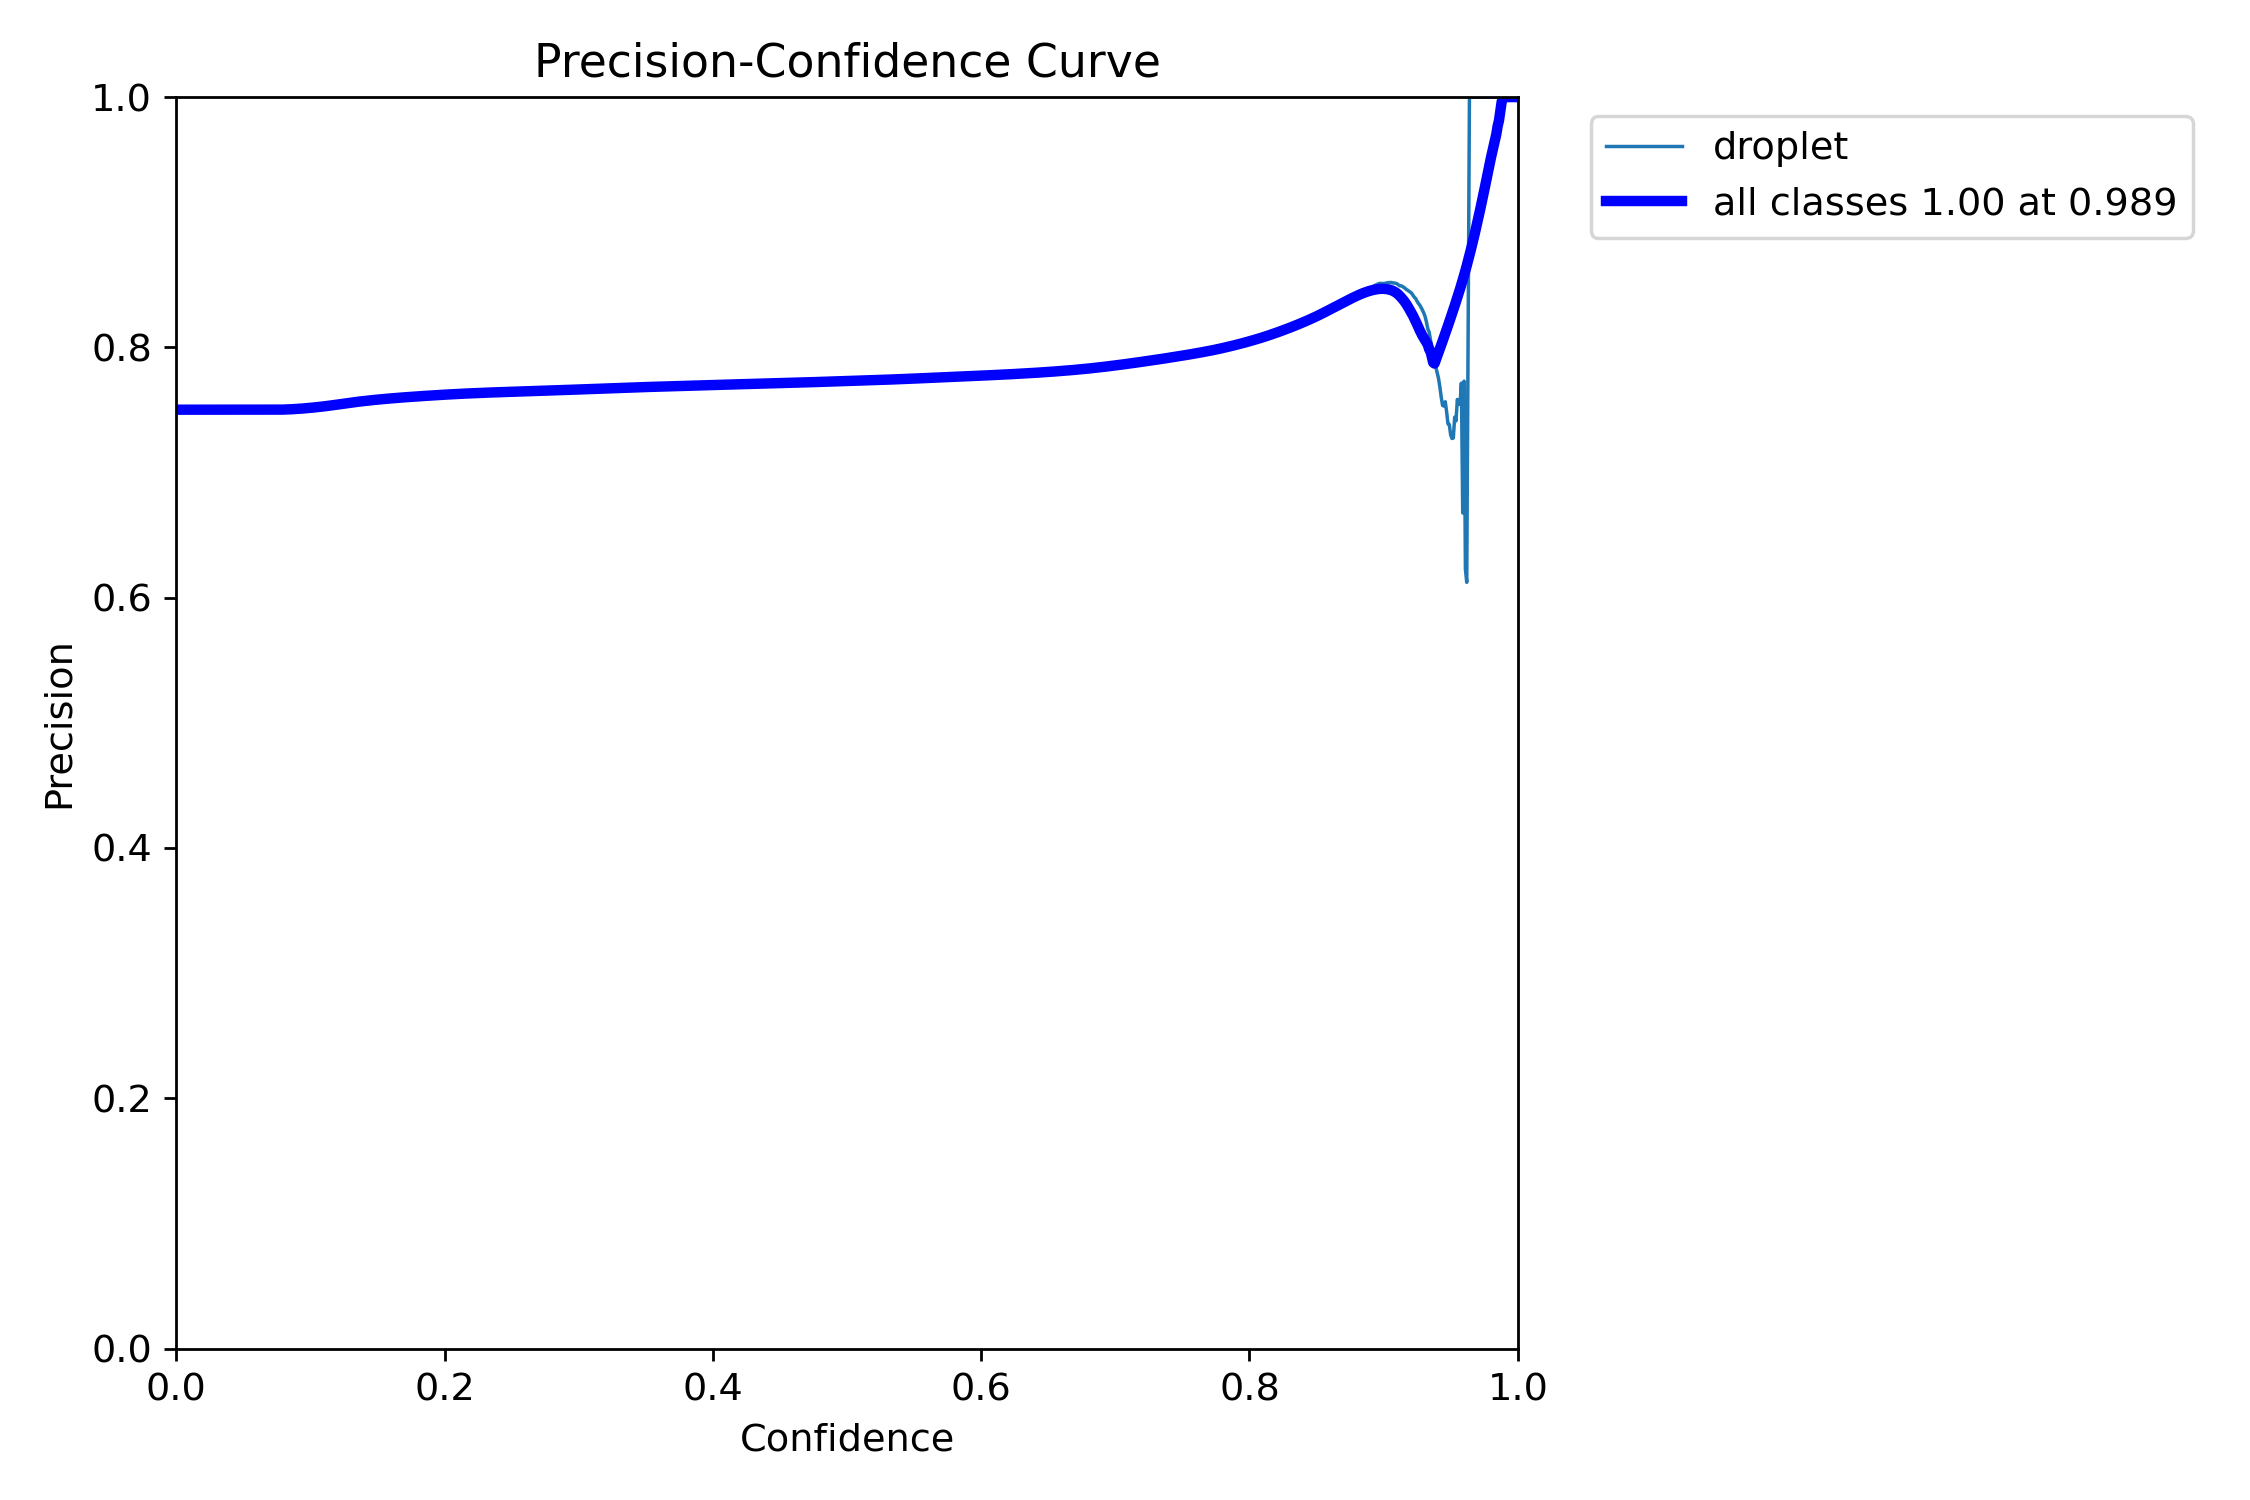 Precision-Confidence Curve
1.0
0.8
0.6
0.4
0.2
0.0
Precision
0.0 0.2 0.4 0.6 0.8 1.0
Confidence
droplet
all classes 1.00 at 0.989